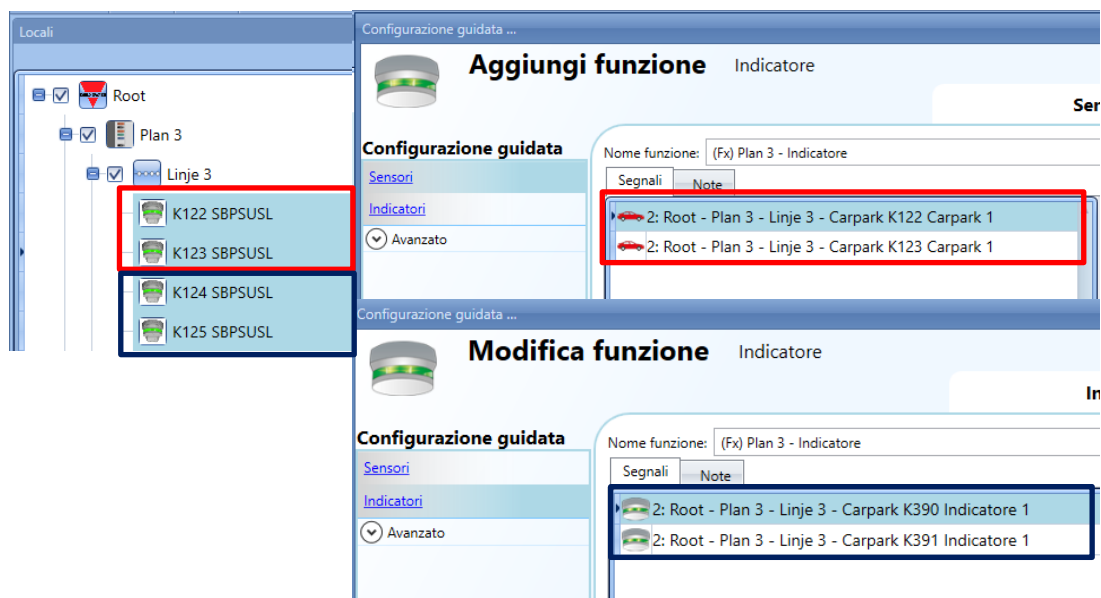 Locali
Root
Plan 3
Linje 3
K122 SBPSUSL
K123 SBPSUSL
K124 SBPSUSL
K125 SBPSUSL
Configurazione guidata ...
Aggiungi funzione Indicatore
Configurazione guidata
Sensori
Indicatori
Avanzato
Nome funzione: (Fx) Plan 3 - Indicatore
Segnali Note
2: Root - Plan 3 - Linje 3 - Carpark K122 Carpark 1
2: Root - Plan 3 - Linje 3 - Carpark K123 Carpark 1
Configurazione guidata ...
Modifica funzione Indicatore
Configurazione guidata
Sensori
Indicatori
Avanzato
Nome funzione: (Fx) Plan 3 - Indicatore
Segnali Note
2: Root - Plan 3 - Linje 3 - Carpark K390 Indicatore 1
2: Root - Plan 3 - Linje 3 - Carpark K391 Indicatore 1